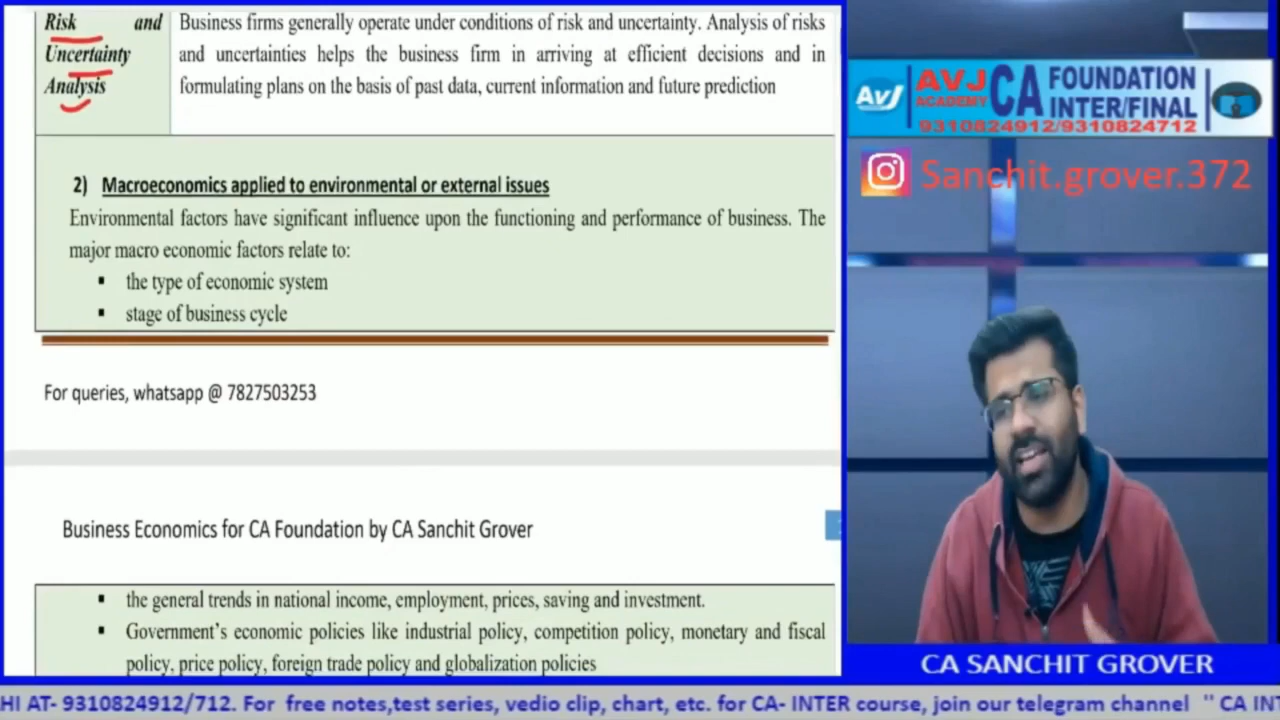 Risk and
Uncertainty
Analysis
Business firms generally operate under conditions of risk and uncertainty. Analysis of risks
and uncertainties helps the business firm in arriving at efficient decisions and in
formulating plans on the basis of past data, current information and future prediction
2) Macroeconomics applied to environmental or external issues
Environmental factors have significant influence upon the functioning and performance of business. The
major macro economic factors relate to:
▪ the type of economic system
▪ stage of business cycle
For queries, whatsapp @ 7827503253
Business Economics for CA Foundation by CA Sanchit Grover
▪ the general trends in national income, employment, prices, saving and investment.
▪ Government's economic policies like industrial policy, competition policy, monetary and fiscal
policy, price policy, foreign trade policy and globalization policies
AVJ
AVJ
ACADEMY
CA
FOUNDATION
INTER/FINAL
9310824912/9310824712
Sanchit.grover.372
CA SANCHIT GROVER
HI AT- 9310824912/712. For free notes,test series, vedio clip, chart, etc. for CA- INTER course, join our telegram channel '' CA IN